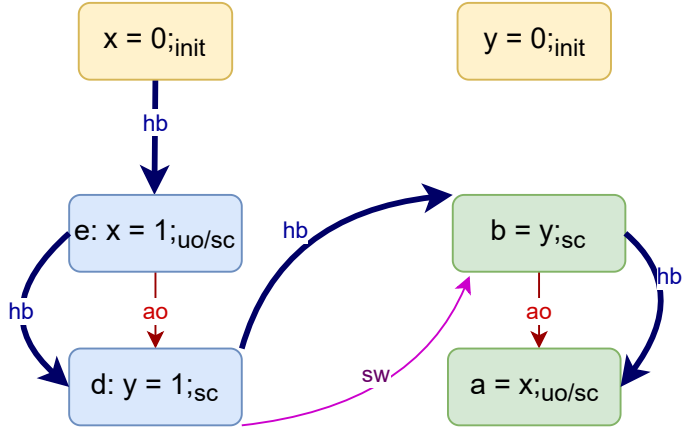 x = 0;init
y = 0;init
hb
e: x = 1;uo/sc
b = y;sc
hb
hb
hb
ao
ao
d: y = 1;sc
a = x;uo/sc
sw